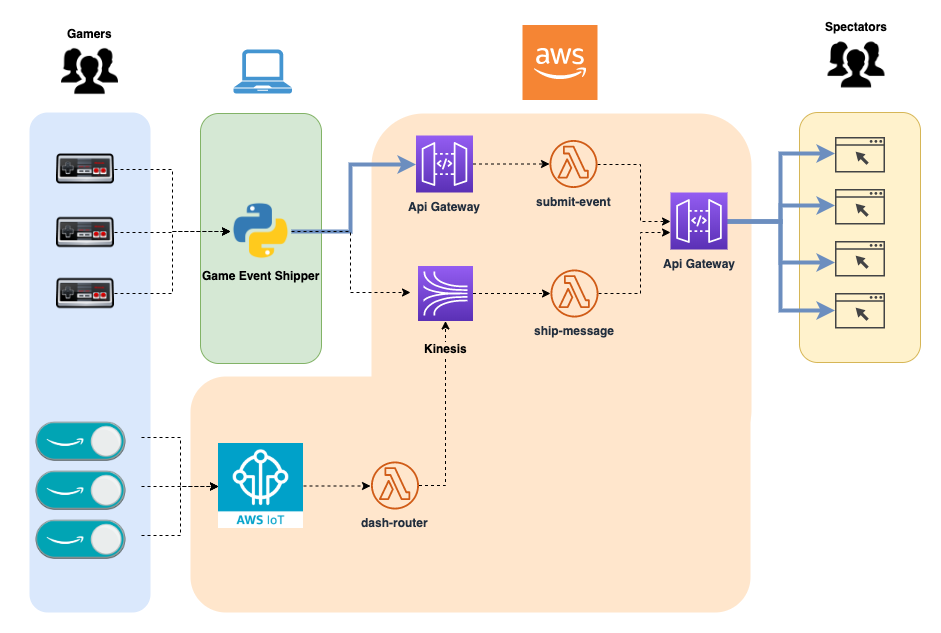 Gamers
Spectators
aws
Api Gateway
submit-event
Game Event Shipper
Api Gateway
ship-message
Kinesis
AWS IoT
dash-router